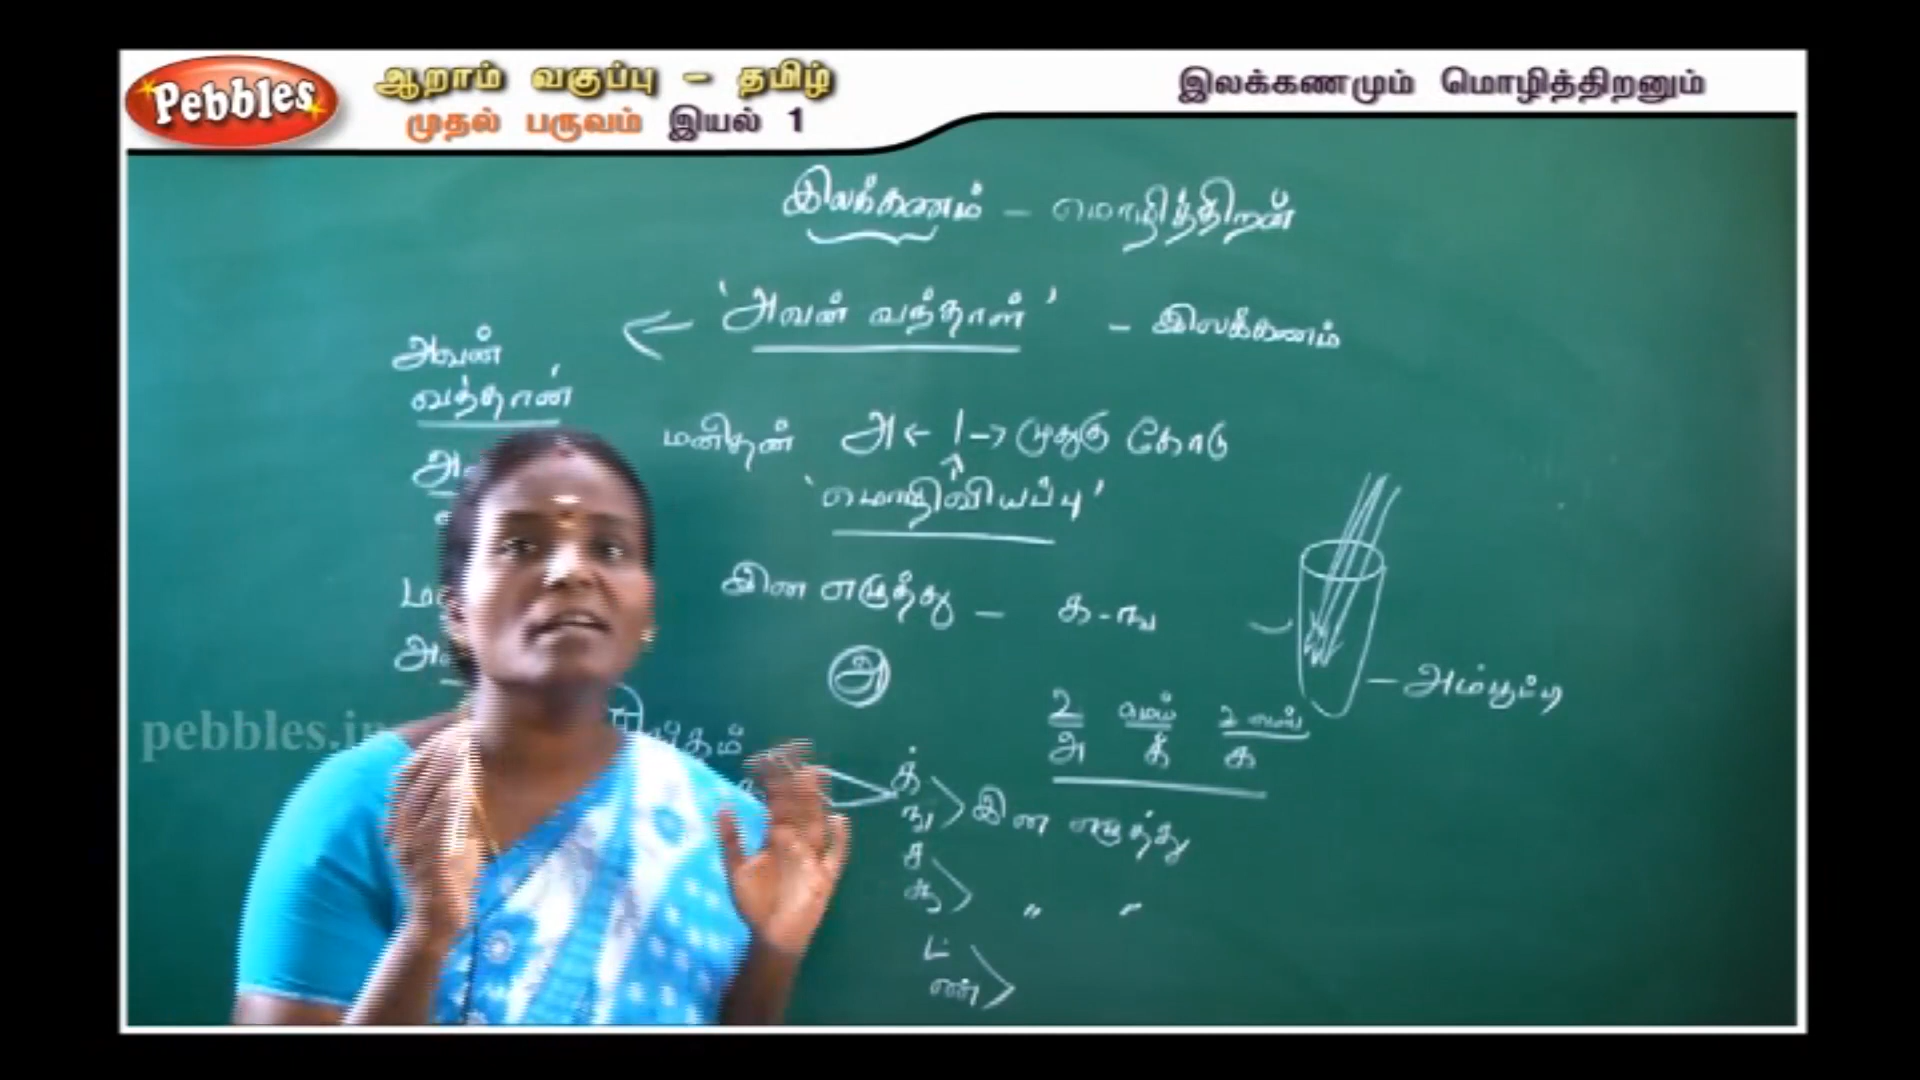 Pebbles
ஆறாம் வகுப்பு - தமிழ்
முதல் பருவம் இயல் 1
இலக்கணமும் மொழித்திறனும்
இலக்கணம் - மொழித்திறன்
'அவன் வந்தாள்' - இலக்கணம்
அவன்
வந்தான்
மனிதன் அ ← 1 → முதுகு கோடு
'மொழிவியப்பு'
இன எழுத்து - க - ங
அ
அம்பூட்டி
உ மெய் உ மெய்
அ க் க
pebbles.in
க்
ங் இன எழுத்து
ச
ஞ் " "
ட்
ண்